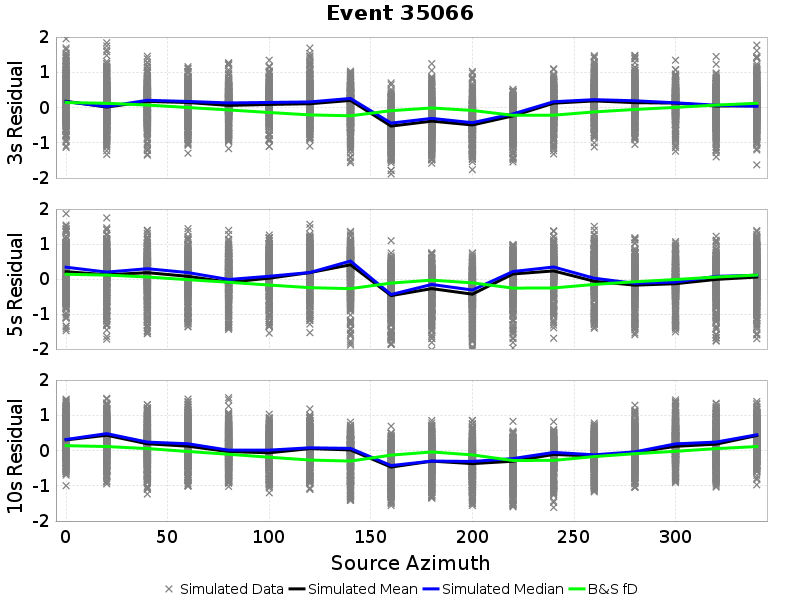 Event 35066
3s Residual
2
1
0
-1
-2
5s Residual
2
1
0
-1
-2
10s Residual
2
1
0
-1
-2
0 50 100 150 200 250 300
Source Azimuth
Simulated Data Simulated Mean Simulated Median B&S fD